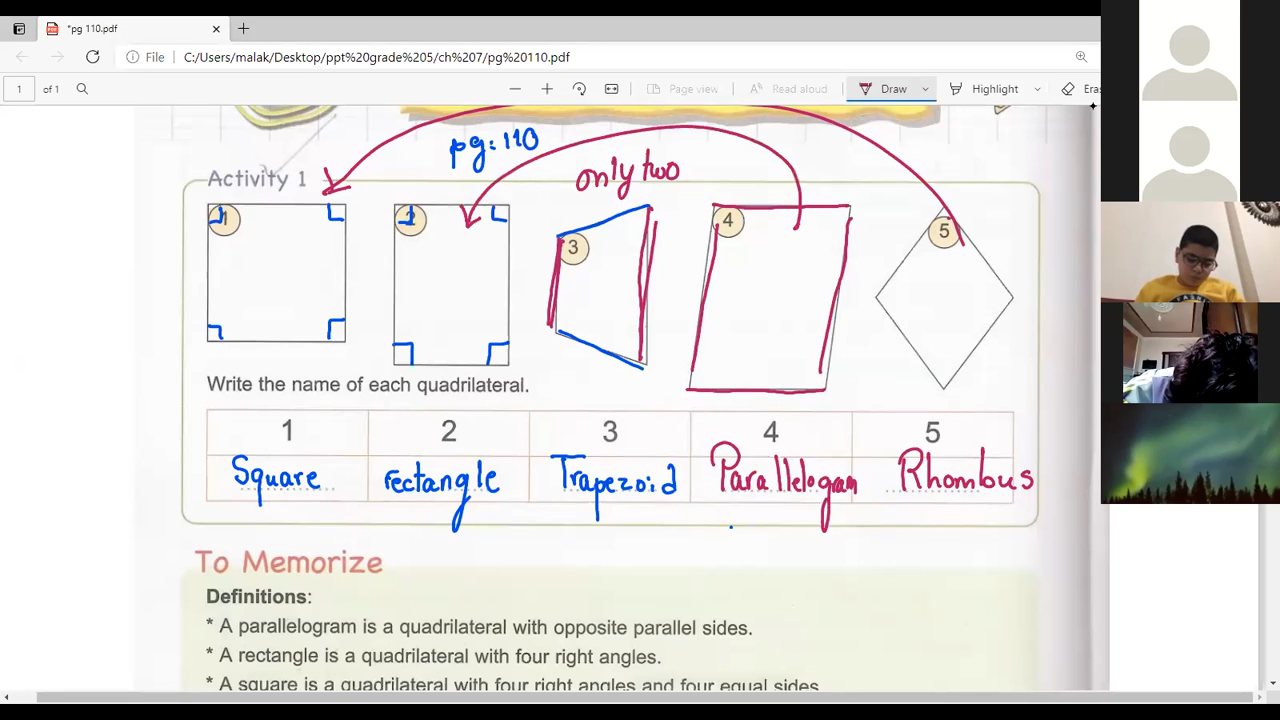 *pg 110.pdf
File
C:/Users/malak/Desktop/ppt%20grade%205/ch%207/pg%20110.pdf
1 of 1
Page view
Read aloud
Draw
Highlight
Eras
pg: 110
only two
Activity 1
1
2
3
4
5
Write the name of each quadrilateral.
1 2 3 4 5
Square rectangle Trapezoid Parallelogram Rhombus
To Memorize
Definitions:
* A parallelogram is a quadrilateral with opposite parallel sides.
* A rectangle is a quadrilateral with four right angles.
* A square is a quadrilateral with four right angles and four equal sides.